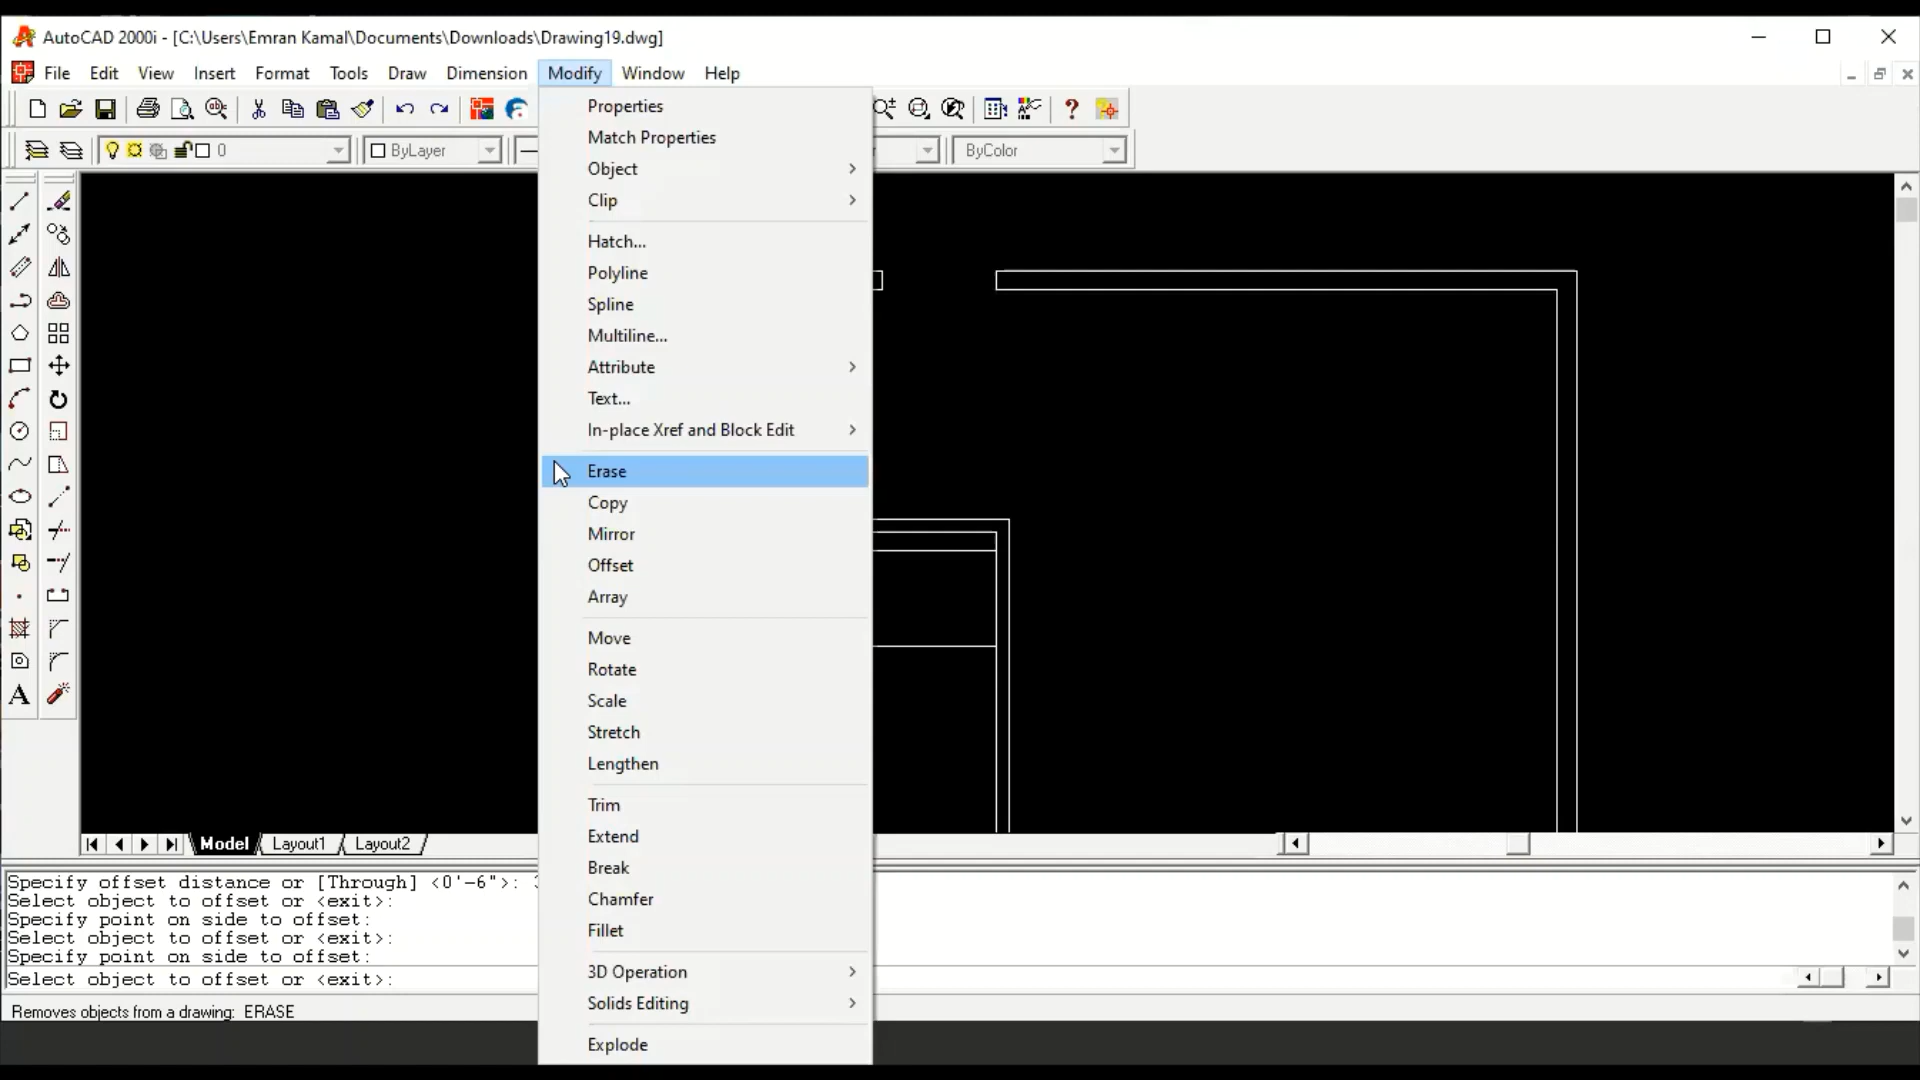 AutoCAD 2000i - [C:\Users\Emran Kamal\Documents\Downloads\Drawing19.dwg]
File Edit View Insert Format Tools Draw Dimension Modify Window Help
0 ByLayer ByColor
Properties
Match Properties
Object
Clip
Hatch...
Polyline
Spline
Multiline...
Attribute
Text...
In-place Xref and Block Edit
Erase
Copy
Mirror
Offset
Array
Move
Rotate
Scale
Stretch
Lengthen
Trim
Extend
Break
Chamfer
Fillet
3D Operation
Solids Editing
Explode
Model Layout1 Layout2
Specify offset distance or [Through] <0'-6">:
Select object to offset or <exit>:
Specify point on side to offset:
Select object to offset or <exit>:
Specify point on side to offset:
Select object to offset or <exit>:
Removes objects from a drawing: ERASE